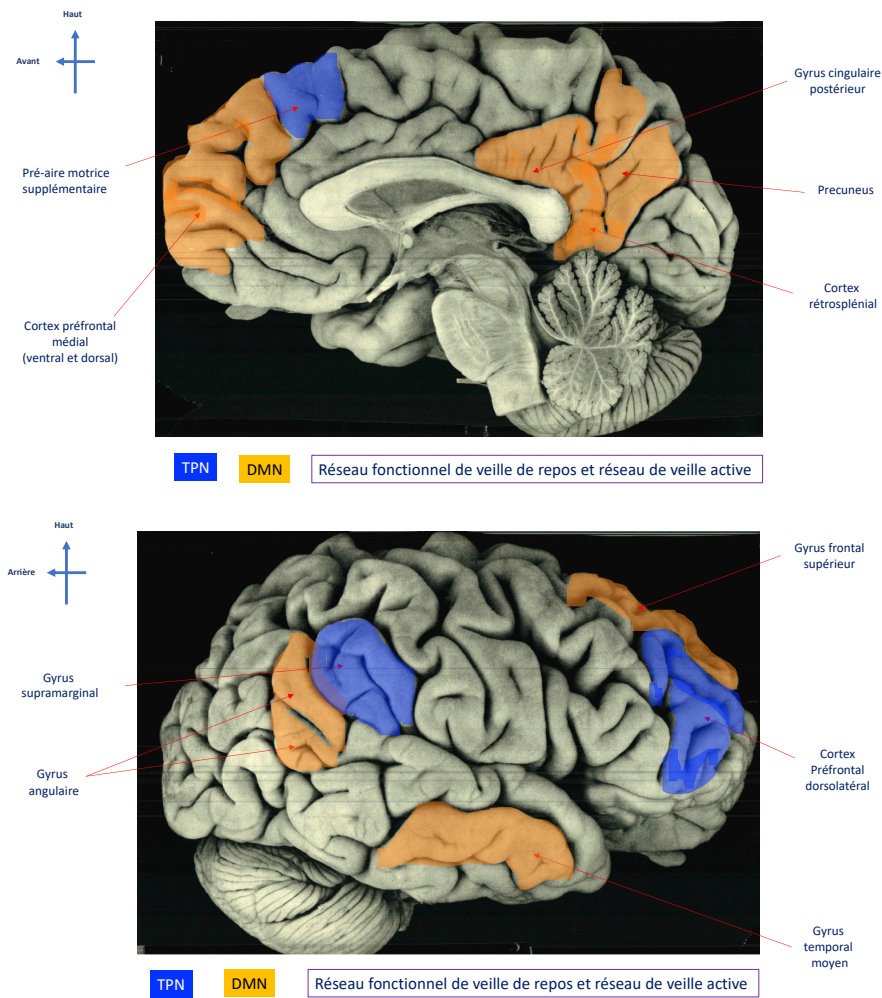 Haut
Avant
Gyrus cingulaire
postérieur
Pré-aire motrice
supplémentaire
Precuneus
Cortex
rétrosplénial
Cortex préfrontal
médial
(ventral et dorsal)
TPN
DMN
Réseau fonctionnel de veille de repos et réseau de veille active
Haut
Arrière
Gyrus frontal
supérieur
Gyrus
supramarginal
Gyrus
angulaire
Cortex
Préfrontal
dorsolatéral
Gyrus
temporal
moyen
TPN
DMN
Réseau fonctionnel de veille de repos et réseau de veille active